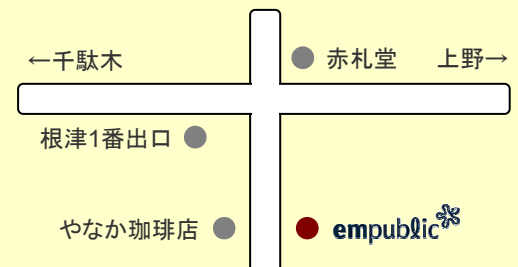 ←千駄木
赤札堂
上野→
根津1番出口
やなか珈琲店
empublic